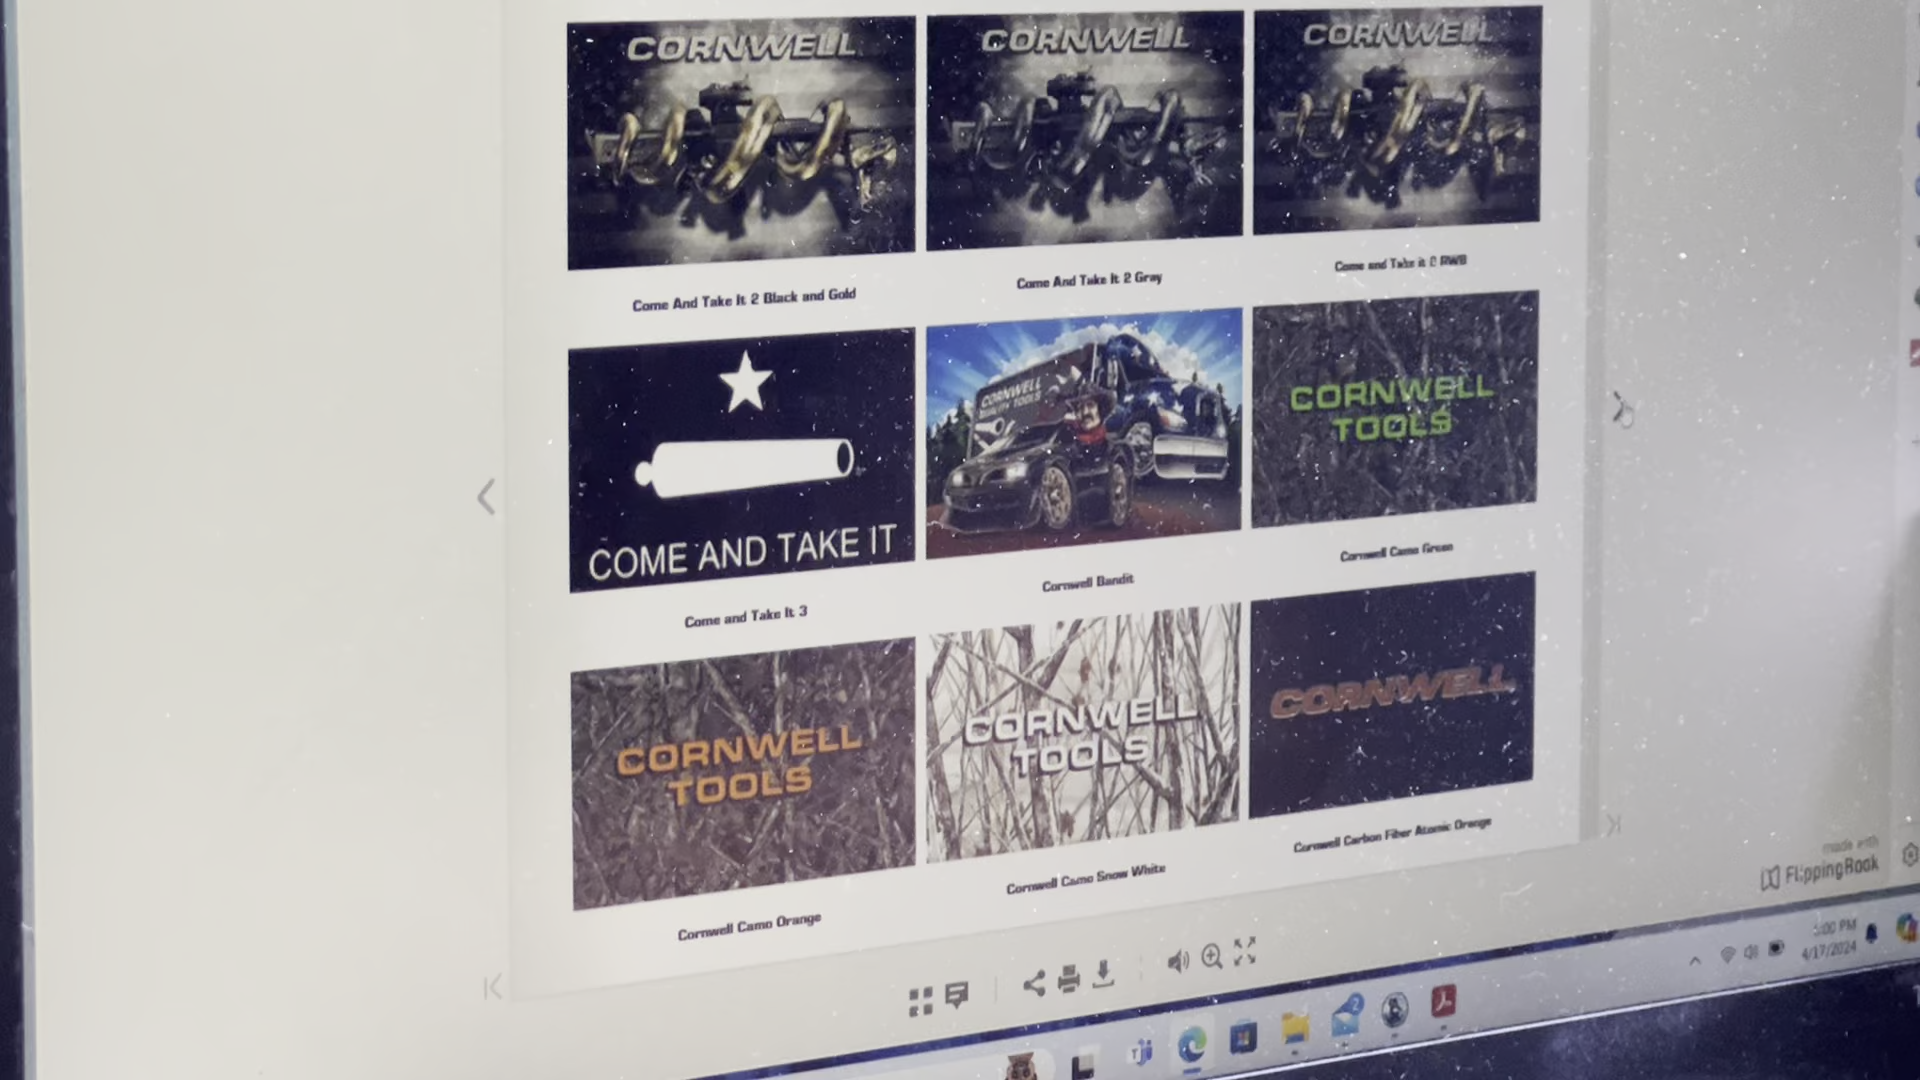 CORNWELL
CORNWELL
CORNWELL
Come And Take It 2 Black and Gold
Come And Take It 2 Gray
Come and Take it 2 RWB
COME AND TAKE IT
CORNWELL
QUALITY TOOLS
CORNWELL
TOOLS
Come and Take It 3
Cornwell Bandit
Cornwell Camo Green
CORNWELL
TOOLS
CORNWELL
TOOLS
CORNWELL
Cornwell Camo Orange
Cornwell Camo Snow White
Cornwell Carbon Fiber Atomic Orange
made with
FlippingBook
5:00 PM
4/17/2024
2